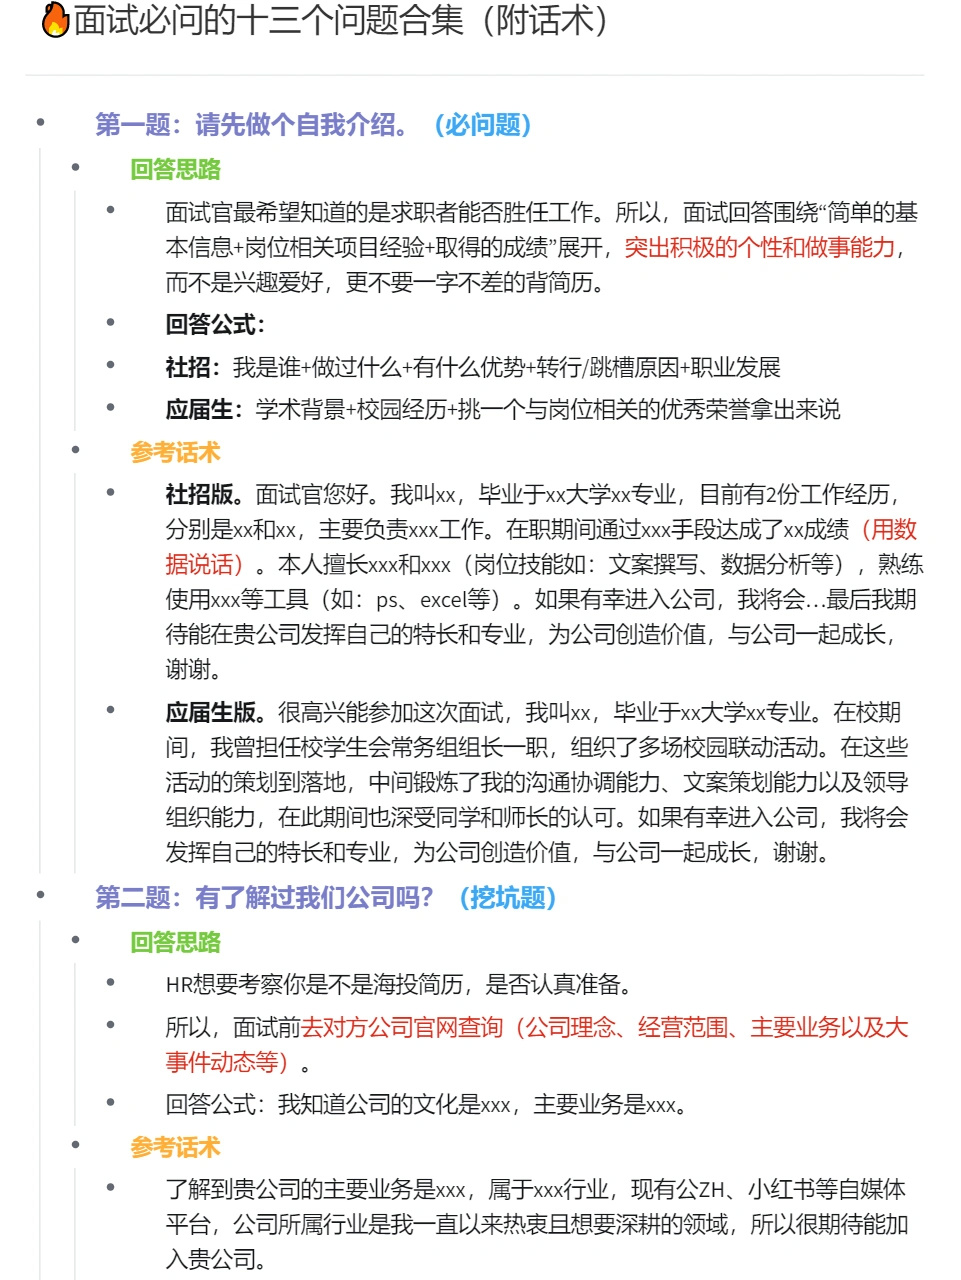 🔥面试必问的十三个问题合集（附话术）
第一题：请先做个自我介绍。（必问题）
回答思路
面试官最希望知道的是求职者能否胜任工作。所以，面试回答围绕“简单的基
本信息+岗位相关项目经验+取得的成绩”展开，突出积极的个性和做事能力，
而不是兴趣爱好，更不要一字不差的背简历。
回答公式：
社招：我是谁+做过什么+有什么优势+转行/跳槽原因+职业发展
应届生：学术背景+校园经历+挑一个与岗位相关的优秀荣誉拿出来说
参考话术
社招版。面试官您好。我叫xx，毕业于xx大学xx专业，目前有2份工作经历，
分别是xx和xx，主要负责xxx工作。在职期间通过xxx手段达成了xx成绩（用数
据说话）。本人擅长xxx和xxx（岗位技能如：文案撰写、数据分析等），熟练
使用xxx等工具（如：ps、excel等）。如果有幸进入公司，我将会…最后我期
待能在贵公司发挥自己的特长和专业，为公司创造价值，与公司一起成长，
谢谢。
应届生版。很高兴能参加这次面试，我叫xx，毕业于xx大学xx专业。在校期
间，我曾担任校学生会常务组组长一职，组织了多场校园联动活动。在这些
活动的策划到落地，中间锻炼了我的沟通协调能力、文案策划能力以及领导
组织能力，在此期间也深受同学和师长的认可。如果有幸进入公司，我将会
发挥自己的特长和专业，为公司创造价值，与公司一起成长，谢谢。
第二题：有了解过我们公司吗？（挖坑题）
回答思路
HR想要考察你是不是海投简历，是否认真准备。
所以，面试前去对方公司官网查询（公司理念、经营范围、主要业务以及大
事件动态等）。
回答公式：我知道公司的文化是xxx，主要业务是xxx。
参考话术
了解到贵公司的主要业务是xxx，属于xxx行业，现有公ZH、小红书等自媒体
平台，公司所属行业是我一直以来热衷且想要深耕的领域，所以很期待能加
入贵公司。